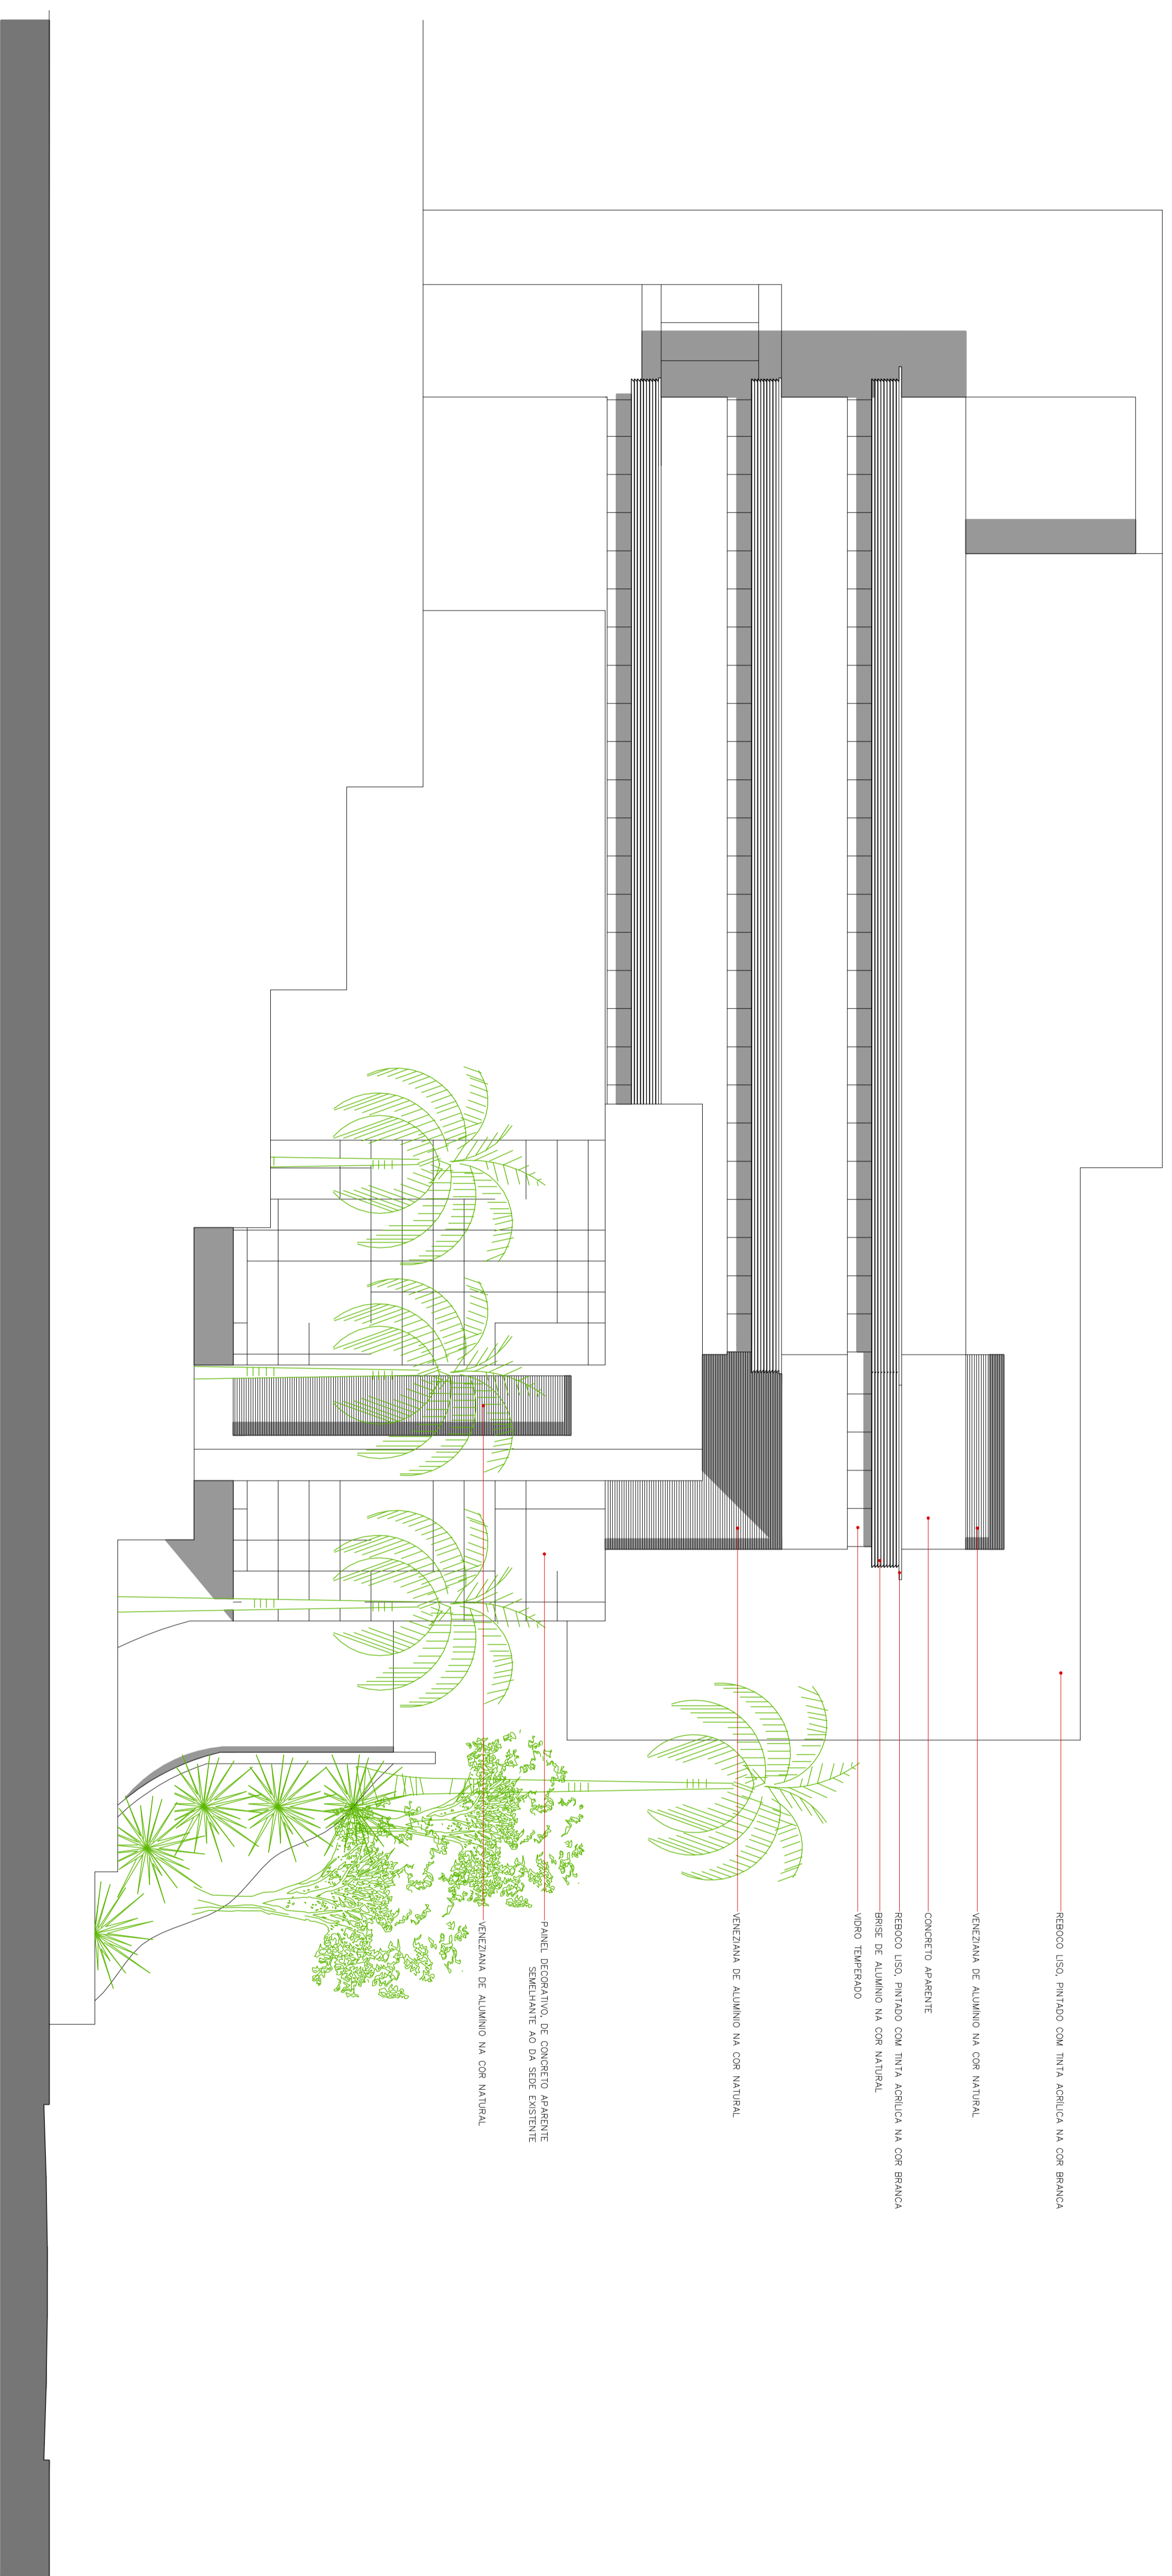 REBOCO LISO, PINTADO COM TINTA ACRÍLICA NA COR BRANCA
VENEZIANA DE ALUMÍNIO NA COR NATURAL
CONCRETO APARENTE
REBOCO LISO, PINTADO COM TINTA ACRÍLICA NA COR BRANCA
BRISE DE ALUMÍNIO NA COR NATURAL
VIDRO TEMPERADO
VENEZIANA DE ALUMÍNIO NA COR NATURAL
PAINEL DECORATIVO, DE CONCRETO APARENTE
SEMELHANTE AO DA SEDE EXISTENTE
VENEZIANA DE ALUMÍNIO NA COR NATURAL